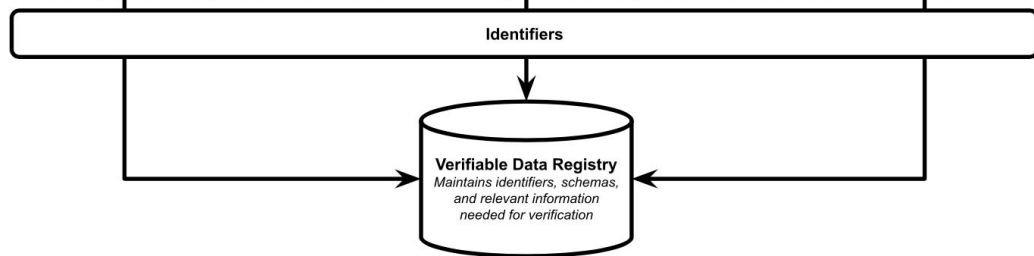 Identifiers
Verifiable Data Registry
Maintains identifiers, schemas,
and relevant information
needed for verification